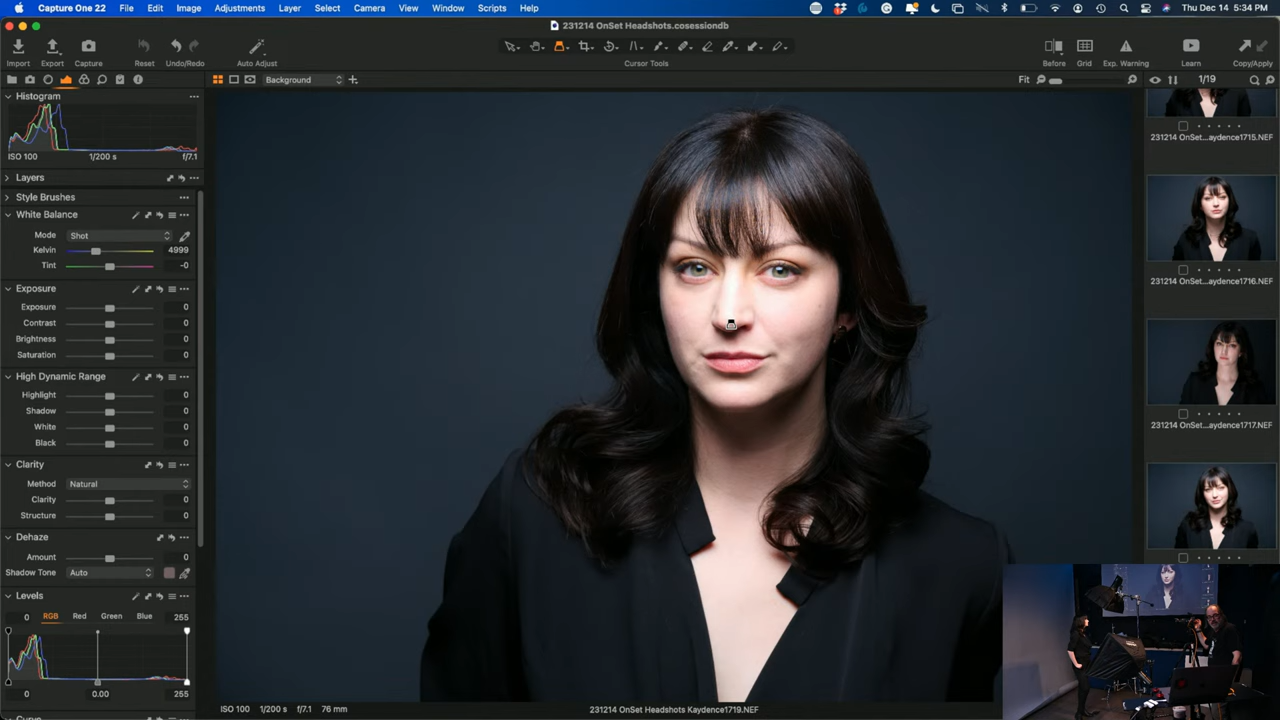 Capture One 22 File Edit Image Adjustments Layer Select Camera View Window Scripts Help Thu Dec 14 5:34 PM
231214 OnSet Headshots.cosessiondb
Import Export Capture Reset Undo/Redo Auto Adjust Cursor Tools Before Grid Exp. Warning Learn Copy/Apply
Background Fit 1/19
Histogram
ISO 100 1/200 s f/7.1
Layers
Style Brushes
White Balance
Mode Shot
Kelvin 4999
Tint -0
Exposure
Exposure 0
Contrast 0
Brightness 0
Saturation 0
High Dynamic Range
Highlight 0
Shadow 0
White 0
Black 0
Clarity
Method Natural
Clarity 0
Structure 0
Dehaze
Amount 0
Shadow Tone Auto
Levels
0 RGB Red Green Blue 255
0 0.00 255
231214 OnSet...aydence1715.NEF
231214 OnSet...aydence1716.NEF
231214 OnSet...aydence1717.NEF
ISO 100 1/200 s f/7.1 76 mm 231214 OnSet Headshots Kaydence1719.NEF